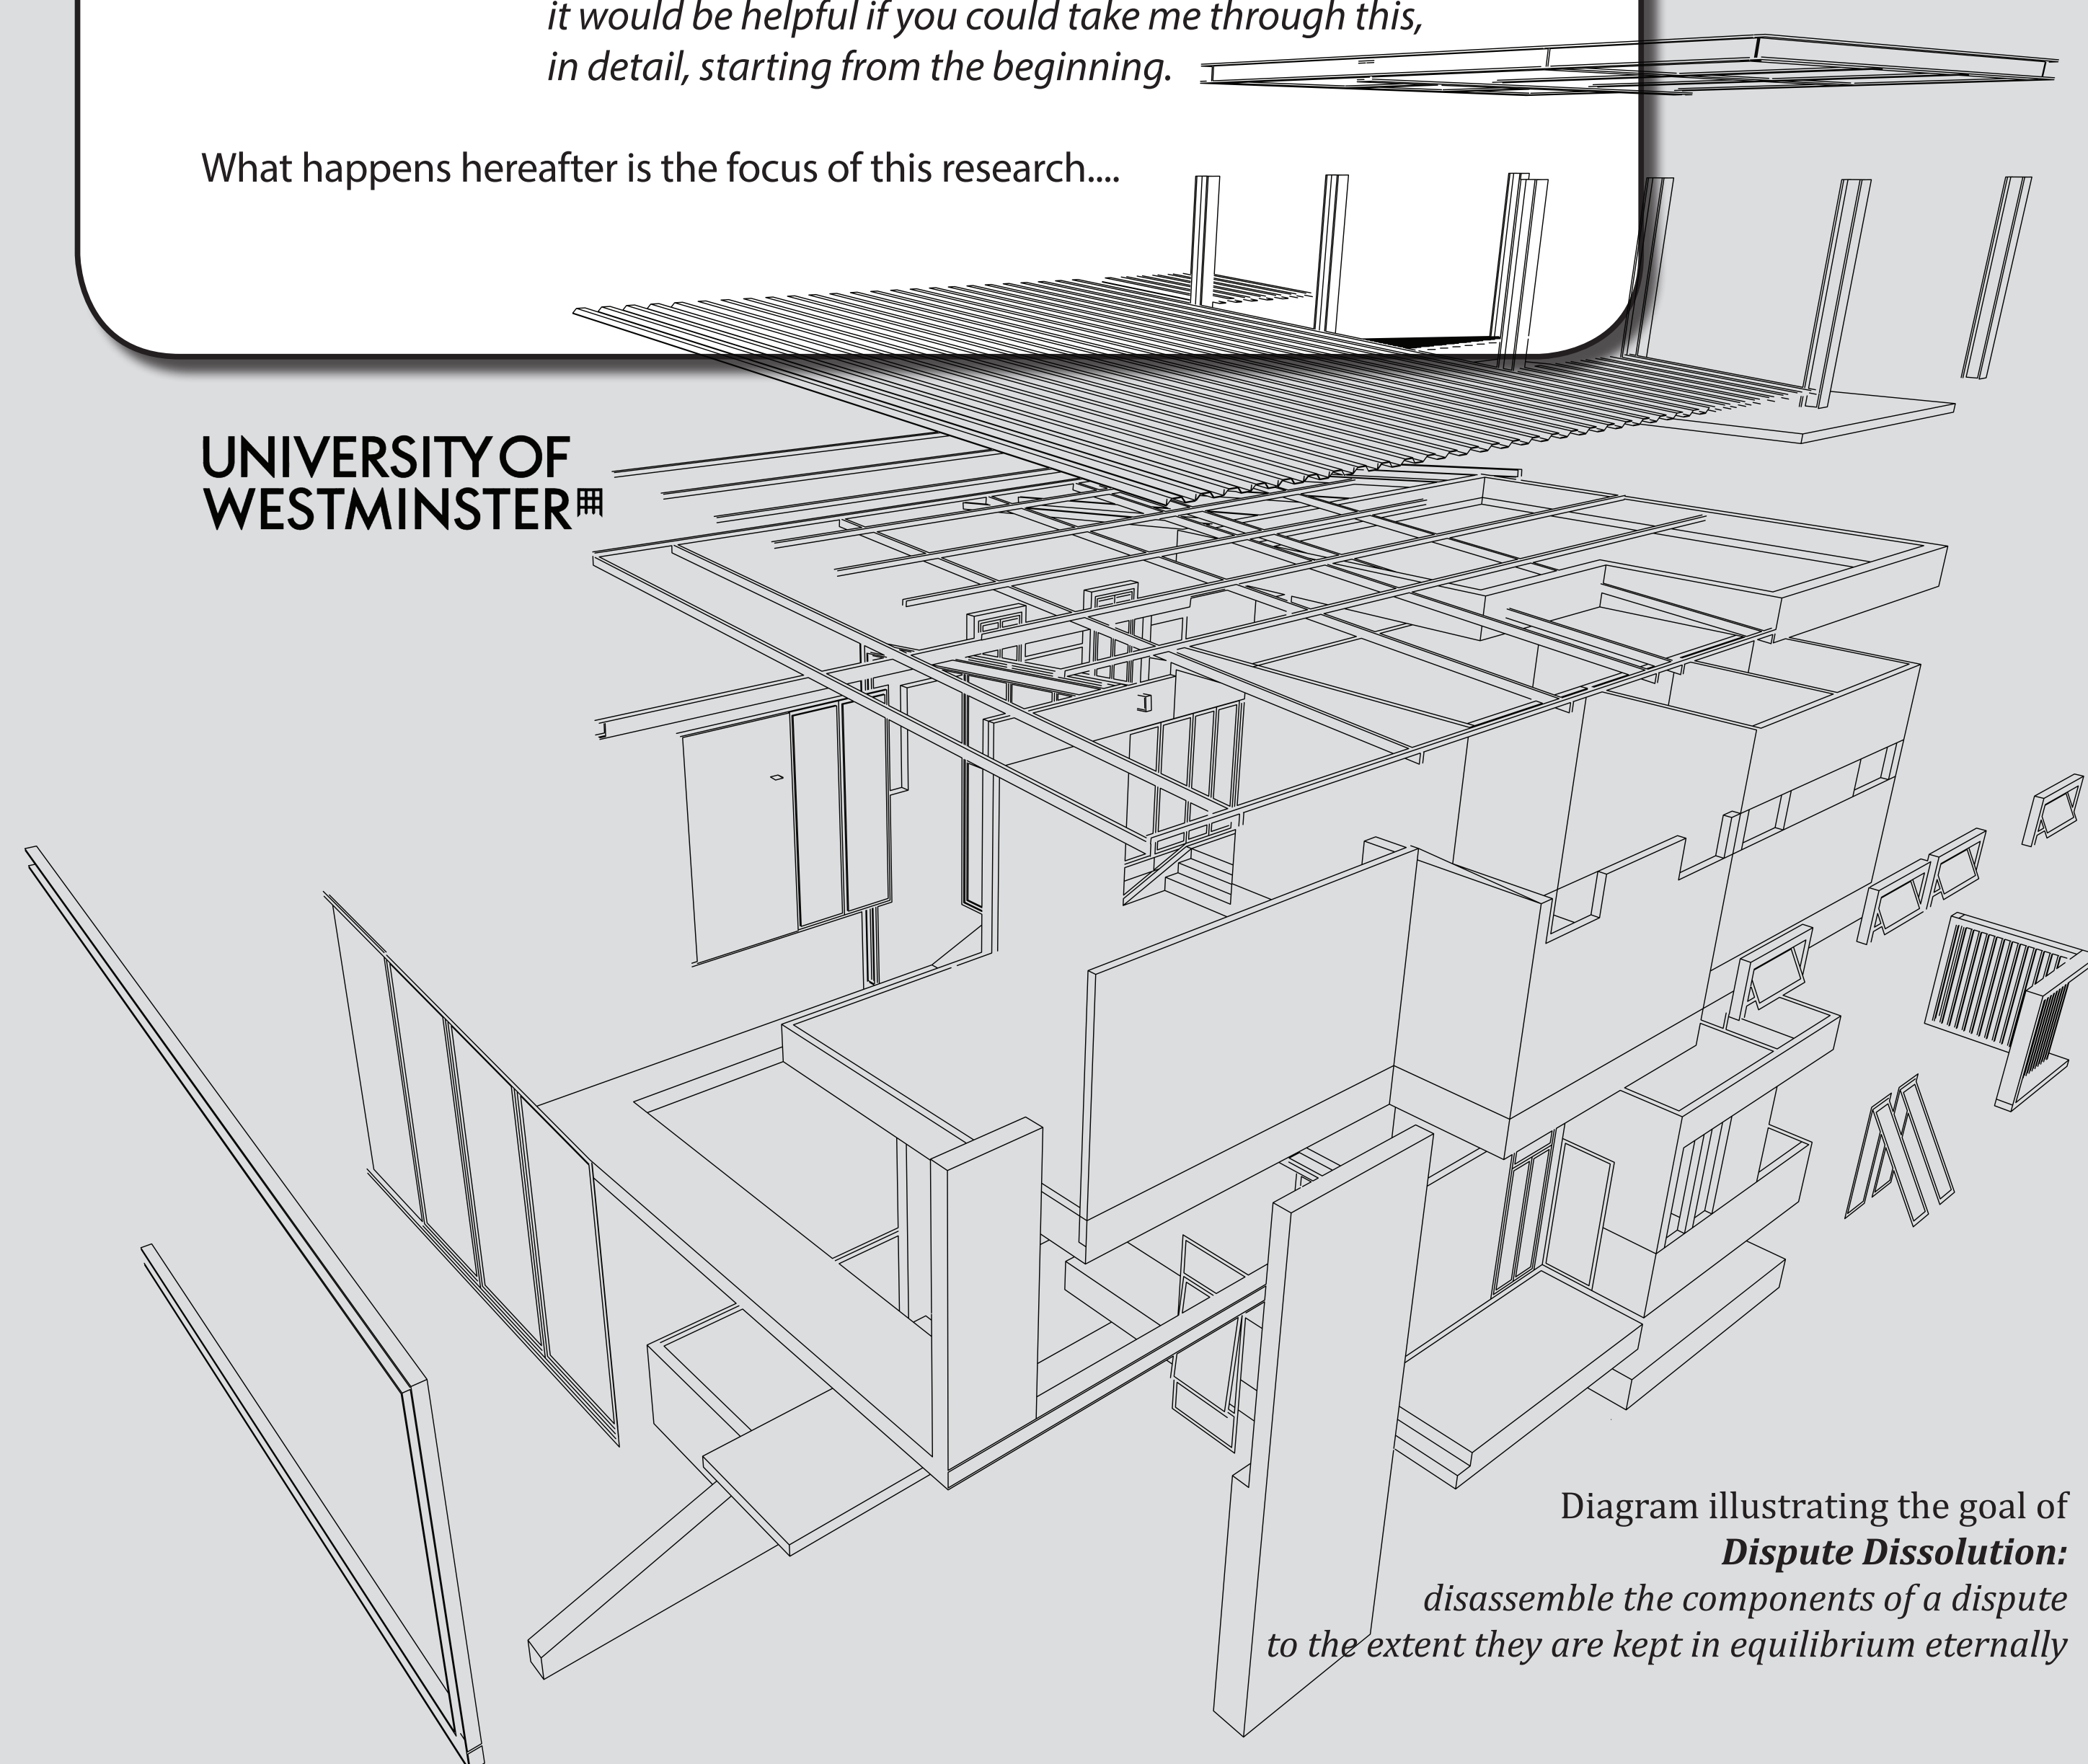 it would be helpful if you could take me through this,
in detail, starting from the beginning.
What happens hereafter is the focus of this research....
UNIVERSITY OF
WESTMINSTER
Diagram illustrating the goal of
Dispute Dissolution:
disassemble the components of a dispute
to the extent they are kept in equilibrium eternally